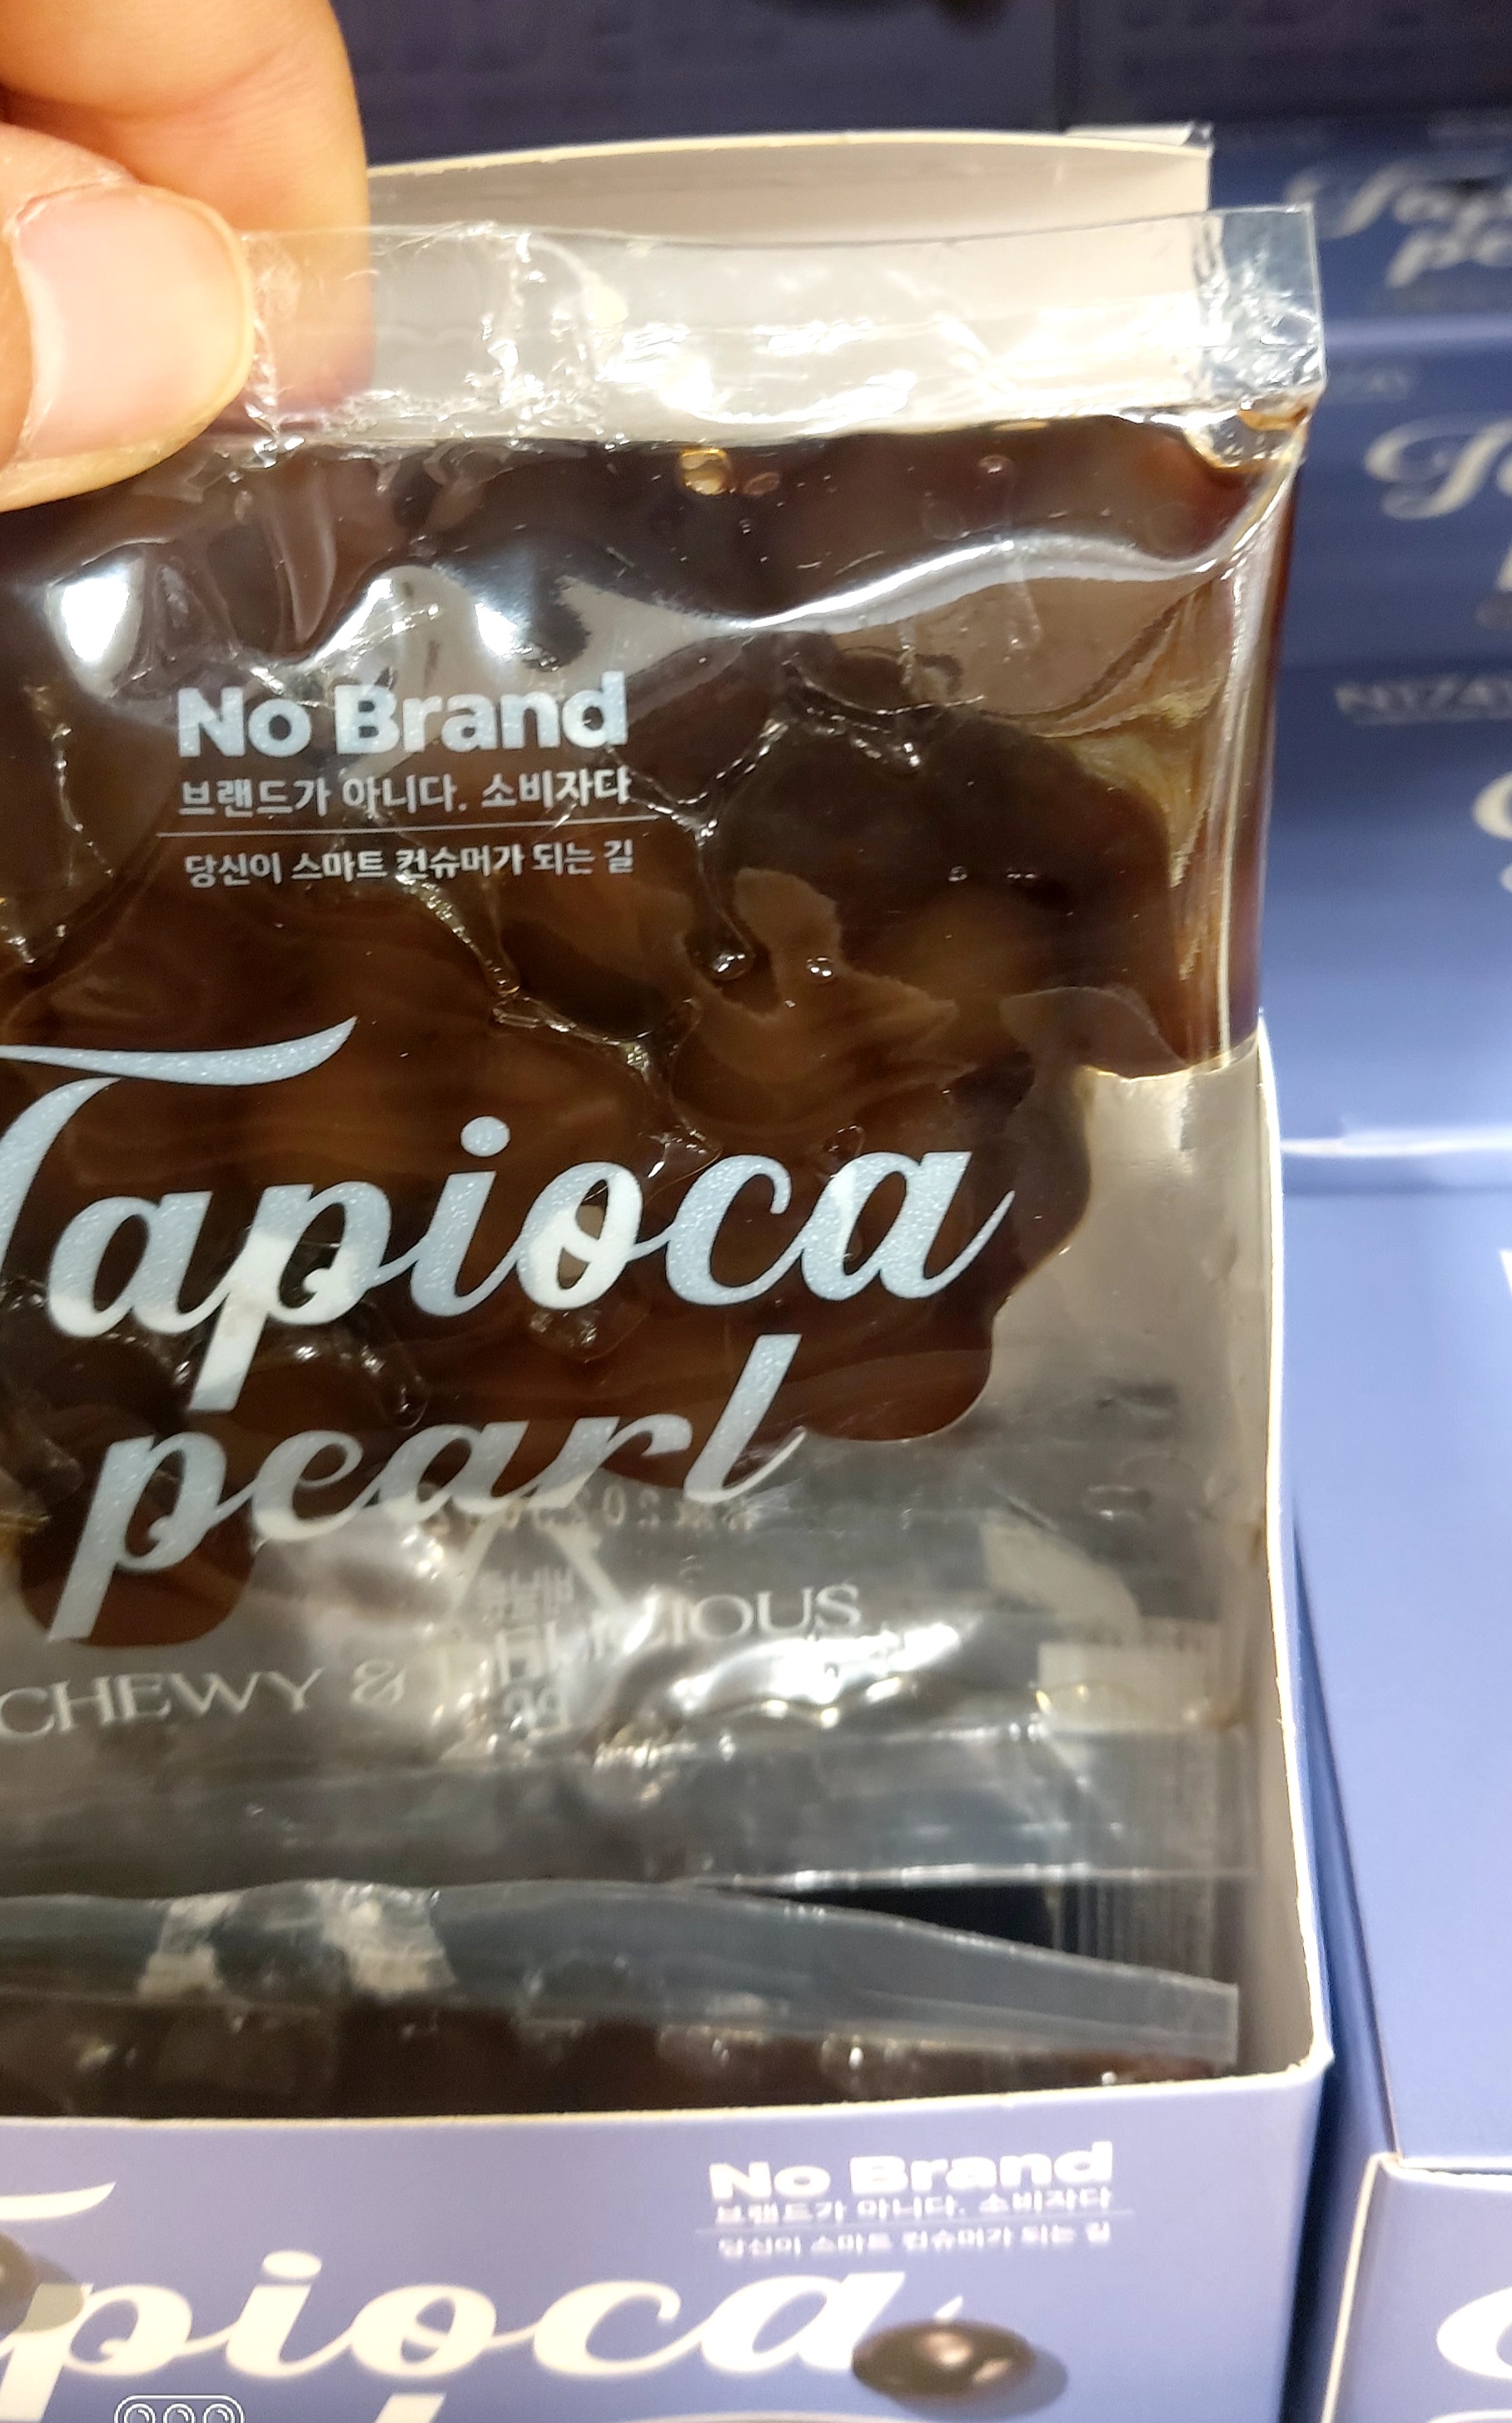 No Brand
브랜드가 아니다. 소비자다
당신이 스마트 컨슈머가 되는 길
Tapioca
pearl
CHEWY & DELICIOUS
No Brand
브랜드가 아니다. 소비자다
당신이 스마트 컨슈머가 되는 길
Tapioca